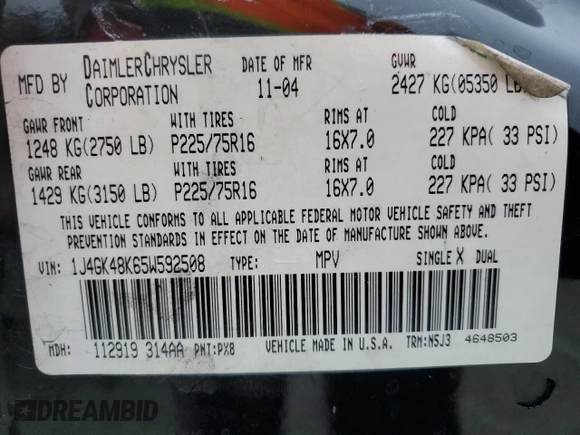 MFD BY DAIMLERCHRYSLER CORPORATION
DATE OF MFR 11-04
GVWR 2427 KG(05350 LB
GAWR FRONT WITH TIRES RIMS AT COLD
1248 KG(2750 LB) P225/75R16 16X7.0 227 KPA( 33 PSI)
GAWR REAR WITH TIRES RIMS AT COLD
1429 KG(3150 LB) P225/75R16 16X7.0 227 KPA( 33 PSI)
THIS VEHICLE CONFORMS TO ALL APPLICABLE FEDERAL MOTOR VEHICLE SAFETY AND THEFT
PREVENTION STANDARDS IN EFFECT ON THE DATE OF MANUFACTURE SHOWN ABOVE.
VIN: 1J4GK48K65W592508 TYPE: MPV SINGLE X DUAL
MDH: 112919 314AA PNT:PX8 VEHICLE MADE IN U.S.A. TRM:N5J3 4648503
DREAMBID